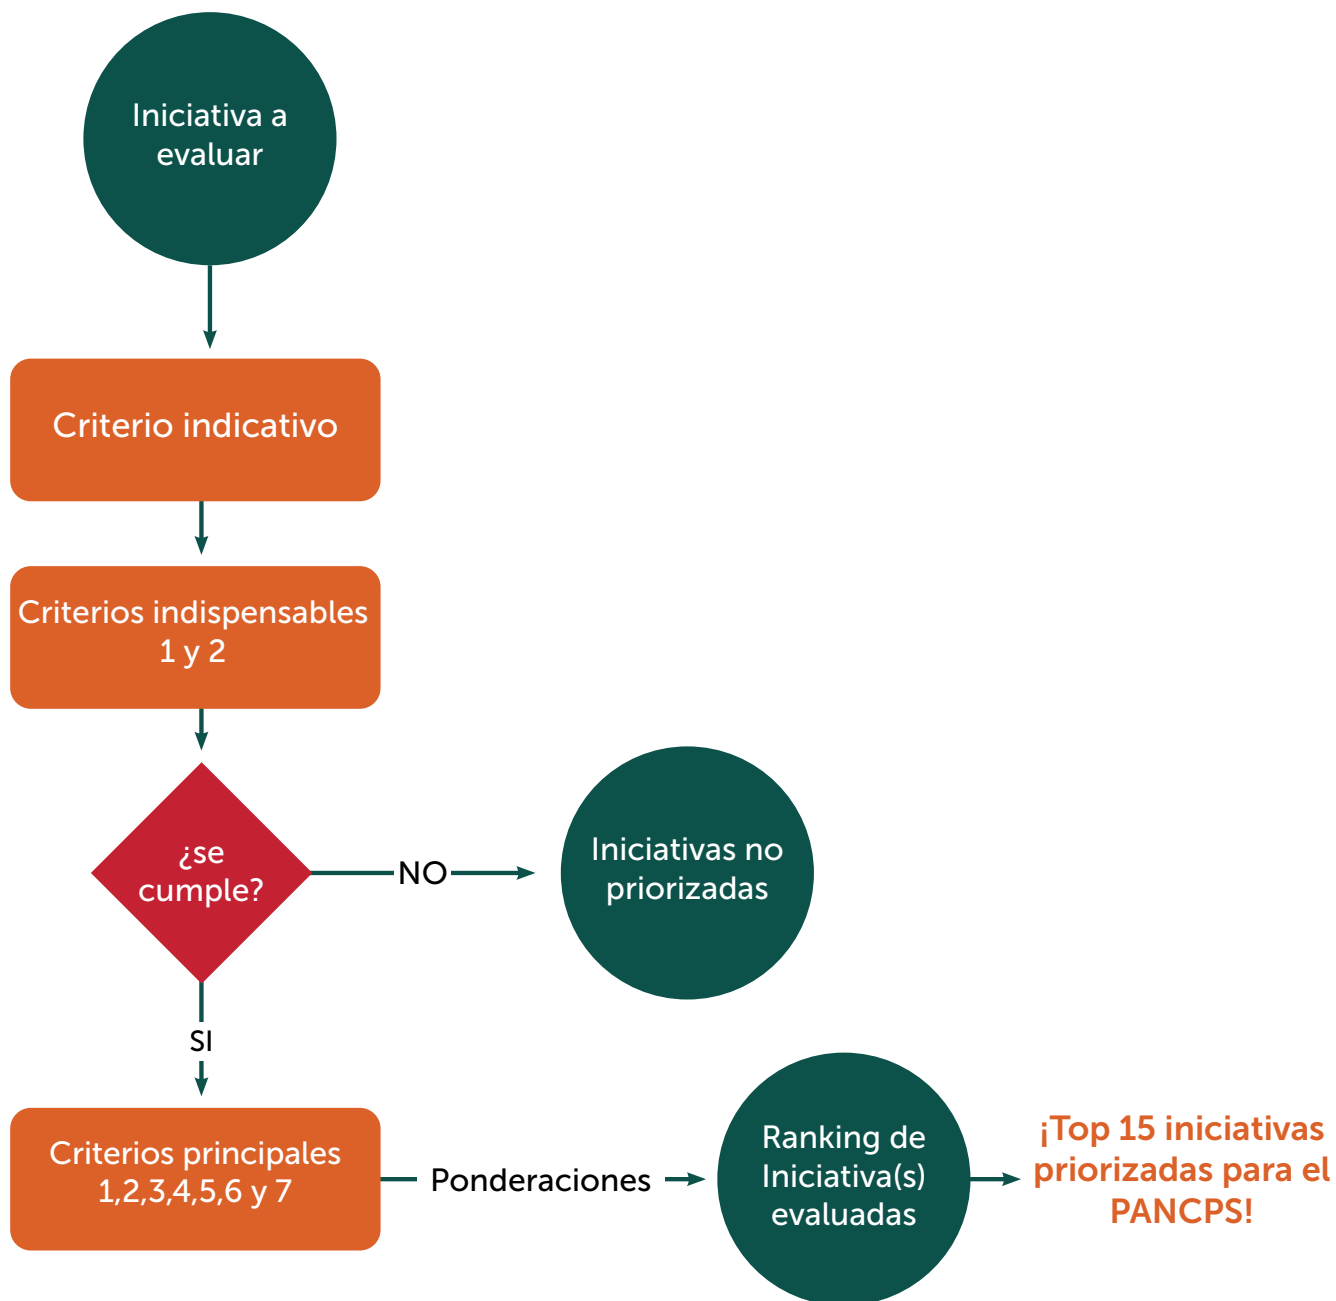 Iniciativa a
evaluar
Criterio indicativo
Criterios indispensables
1 y 2
¿se
cumple?
NO
Iniciativas no
priorizadas
SI
Criterios principales
1,2,3,4,5,6 y 7
Ponderaciones
Ranking de
Iniciativa(s)
evaluadas
¡Top 15 iniciativas
priorizadas para el
PANCPS!